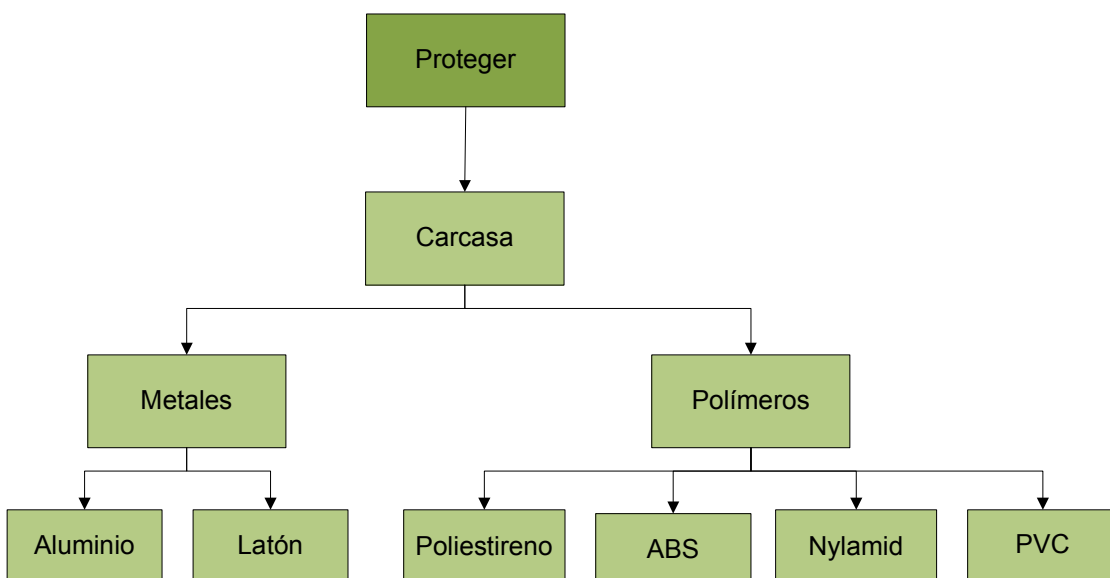 Proteger
Carcasa
Metales
Polímeros
Aluminio
Latón
Poliestireno
ABS
Nylamid
PVC